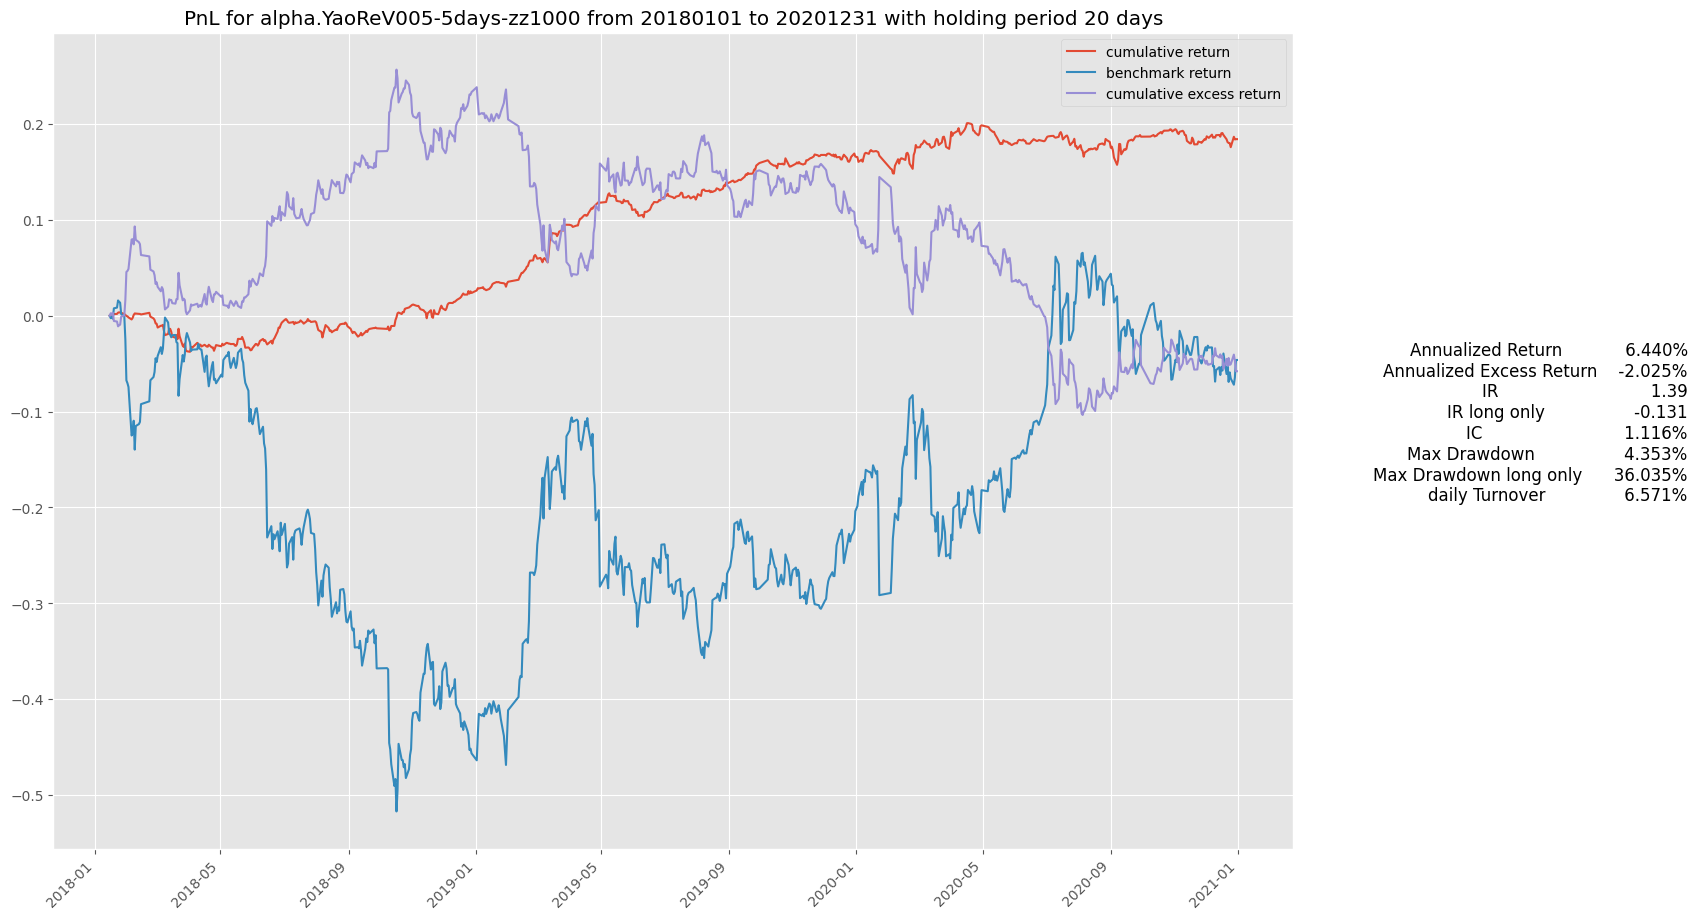 PnL for alpha.YaoReV005-5days-zz1000 from 20180101 to 20201231 with holding period 20 days
cumulative return
benchmark return
cumulative excess return
0.2
0.1
0.0
−0.1
−0.2
−0.3
−0.4
−0.5
2018-01
2018-05
2018-09
2019-01
2019-05
2019-09
2020-01
2020-05
2020-09
2021-01
Annualized Return 6.440%
Annualized Excess Return -2.025%
IR 1.39
IR long only -0.131
IC 1.116%
Max Drawdown 4.353%
Max Drawdown long only 36.035%
daily Turnover 6.571%